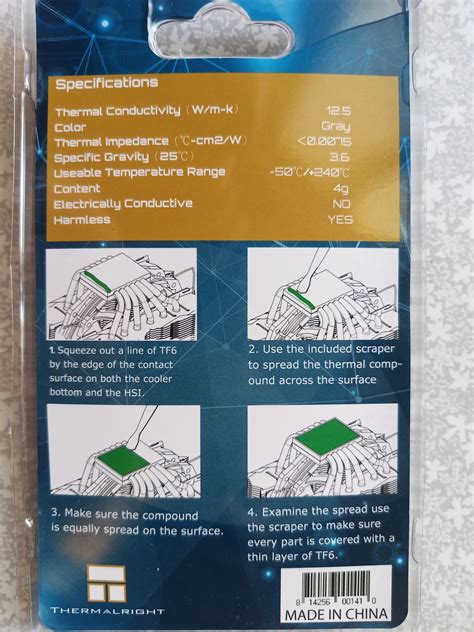 Specifications
Thermal Conductivity (W/m-k) 12.5
Color Gray
Thermal Impedance (℃-cm2/W) <0.0075
Specific Gravity (25℃) 3.6
Useable Temperature Range -50℃/+240℃
Content 4g
Electrically Conductive NO
Harmless YES
1. Squeeze out a line of TF6
by the edge of the contact
surface on both the cooler
bottom and the HSI.
2. Use the included scraper
to spread the thermal comp-
ound across the surface
3. Make sure the compound
is equally spread on the surface.
4. Examine the spread use
the scraper to make sure
every part is covered with a
thin layer of TF6.
THERMALRIGHT
8 14256 00141 0
MADE IN CHINA